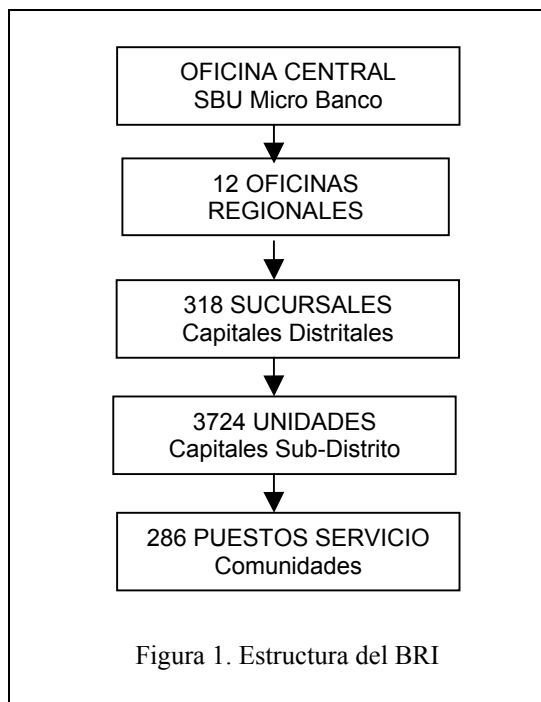 OFICINA CENTRAL
SBU Micro Banco
12 OFICINAS
REGIONALES
318 SUCURSALES
Capitales Distritales
3724 UNIDADES
Capitales Sub-Distrito
286 PUESTOS SERVICIO
Comunidades
Figura 1. Estructura del BRI